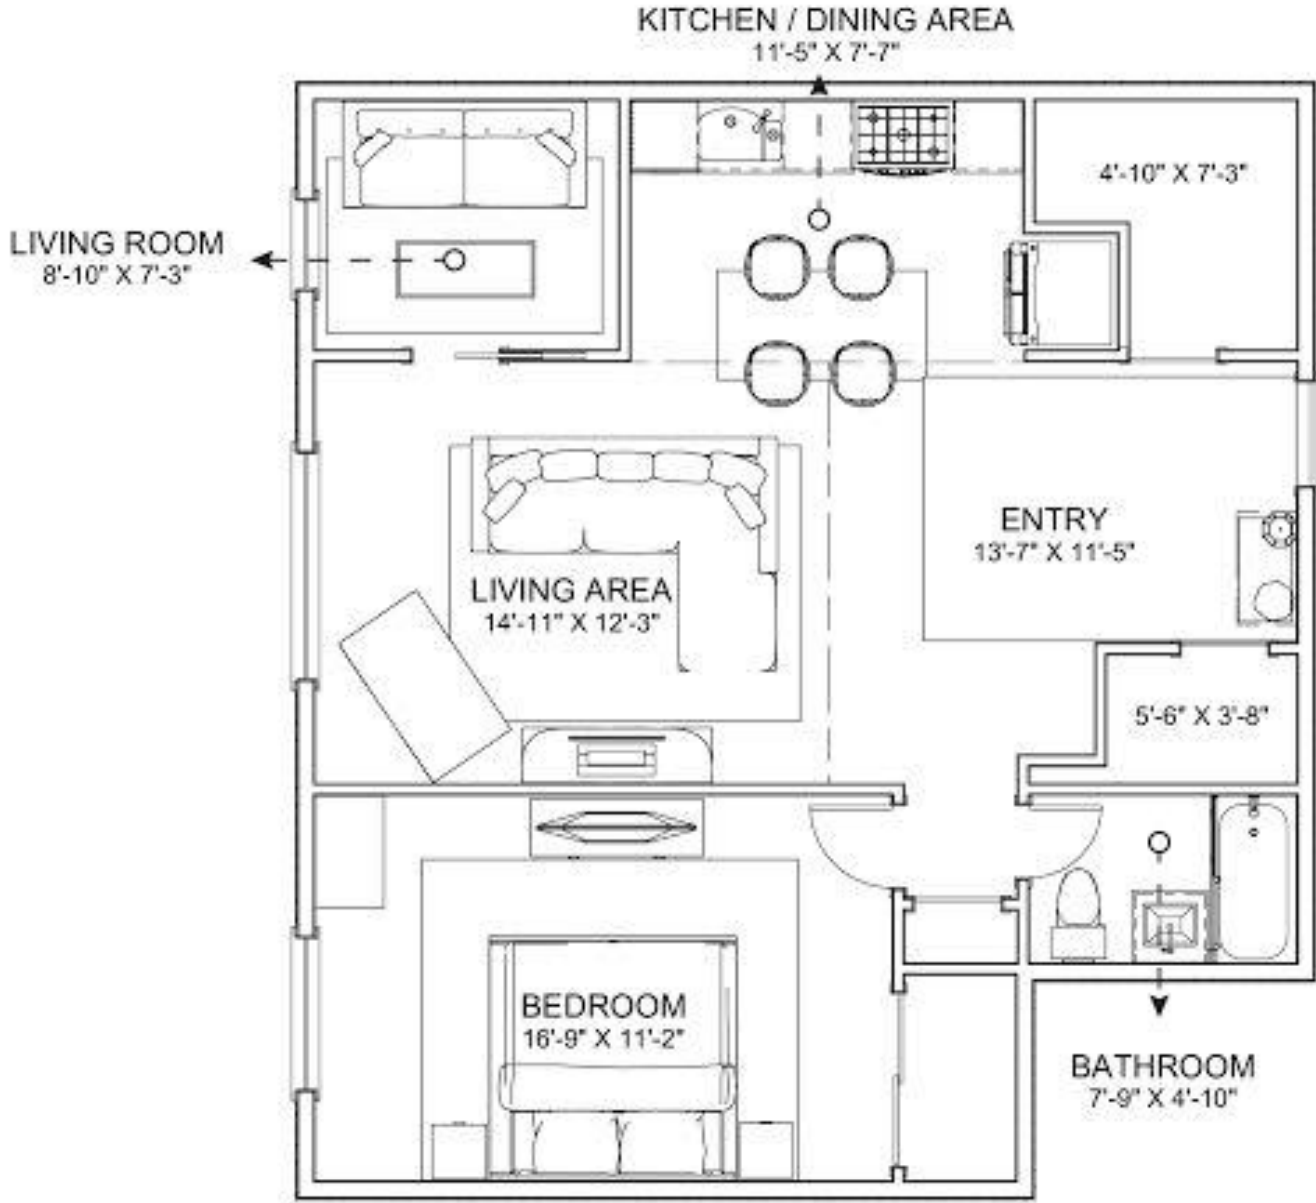 KITCHEN / DINING AREA
11'-5" X 7'-7"
4'-10" X 7'-3"
LIVING ROOM
8'-10" X 7'-3"
ENTRY
13'-7" X 11'-5"
LIVING AREA
14'-11" X 12'-3"
5'-6" X 3'-8"
BEDROOM
16'-9" X 11'-2"
BATHROOM
7'-9" X 4'-10"